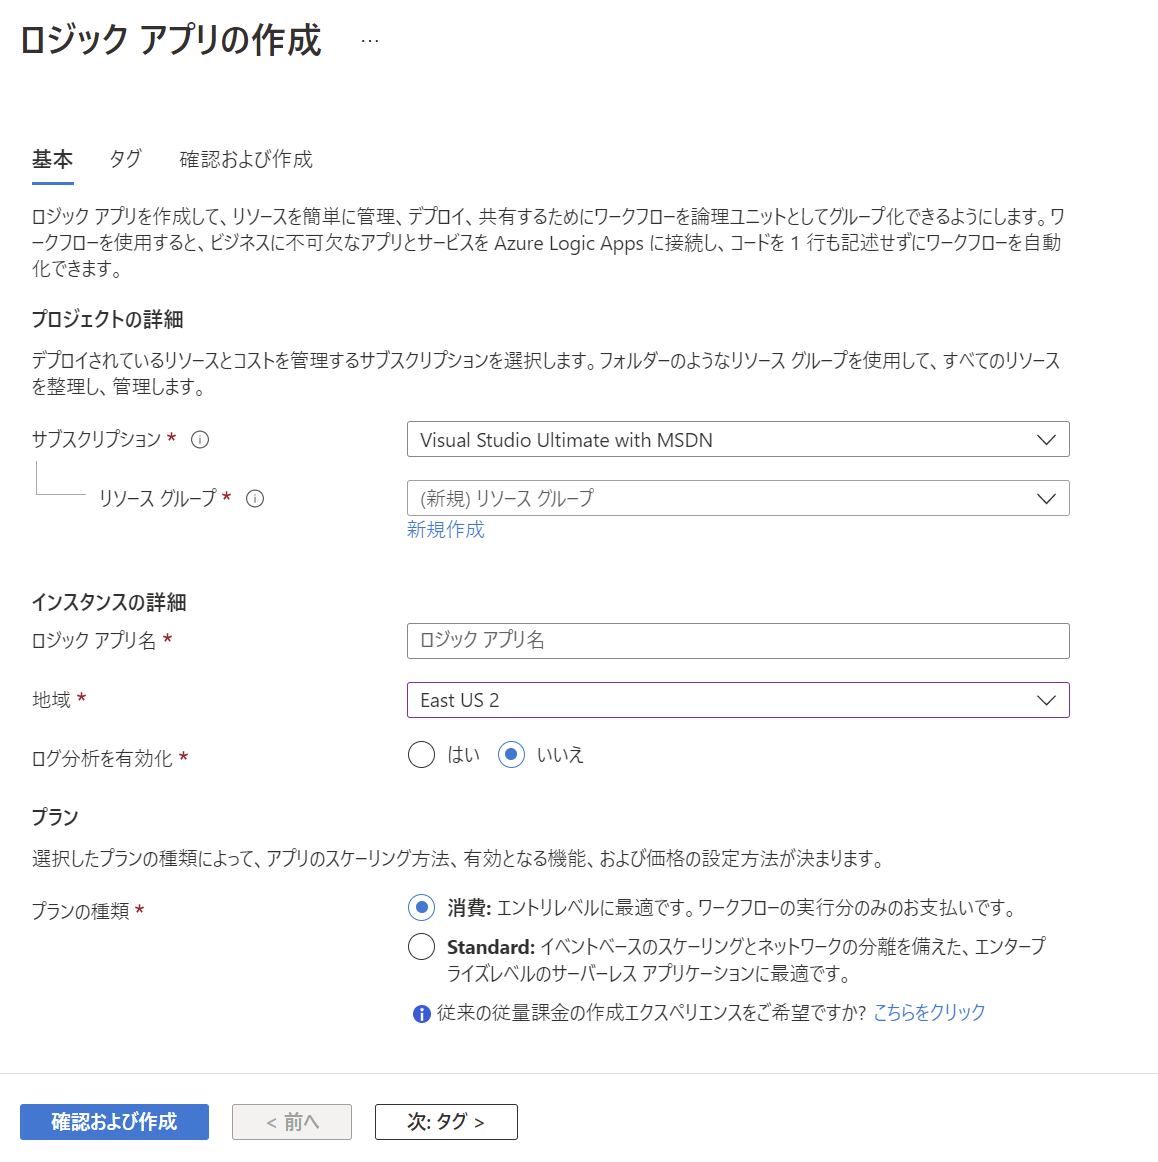 ロジック アプリの作成 …
基本 タグ 確認および作成
ロジック アプリを作成して、リソースを簡単に管理、デプロイ、共有するためにワークフローを論理ユニットとしてグループ化できるようにします。ワ
ークフローを使用すると、ビジネスに不可欠なアプリとサービスを Azure Logic Apps に接続し、コードを 1 行も記述せずにワークフローを自動
化できます。
プロジェクトの詳細
デプロイされているリソースとコストを管理するサブスクリプションを選択します。フォルダーのようなリソース グループを使用して、すべてのリソース
を整理し、管理します。
サブスクリプション * Visual Studio Ultimate with MSDN
リソース グループ * (新規) リソース グループ
新規作成
インスタンスの詳細
ロジック アプリ名 * ロジック アプリ名
地域 * East US 2
ログ分析を有効化 * はい いいえ
プラン
選択したプランの種類によって、アプリのスケーリング方法、有効となる機能、および価格の設定方法が決まります。
プランの種類 * 消費: エントリレベルに最適です。ワークフローの実行分のみのお支払いです。
Standard: イベントベースのスケーリングとネットワークの分離を備えた、エンタープ
ライズレベルのサーバーレス アプリケーションに最適です。
従来の従量課金の作成エクスペリエンスをご希望ですか? こちらをクリック
確認および作成 < 前へ 次: タグ >